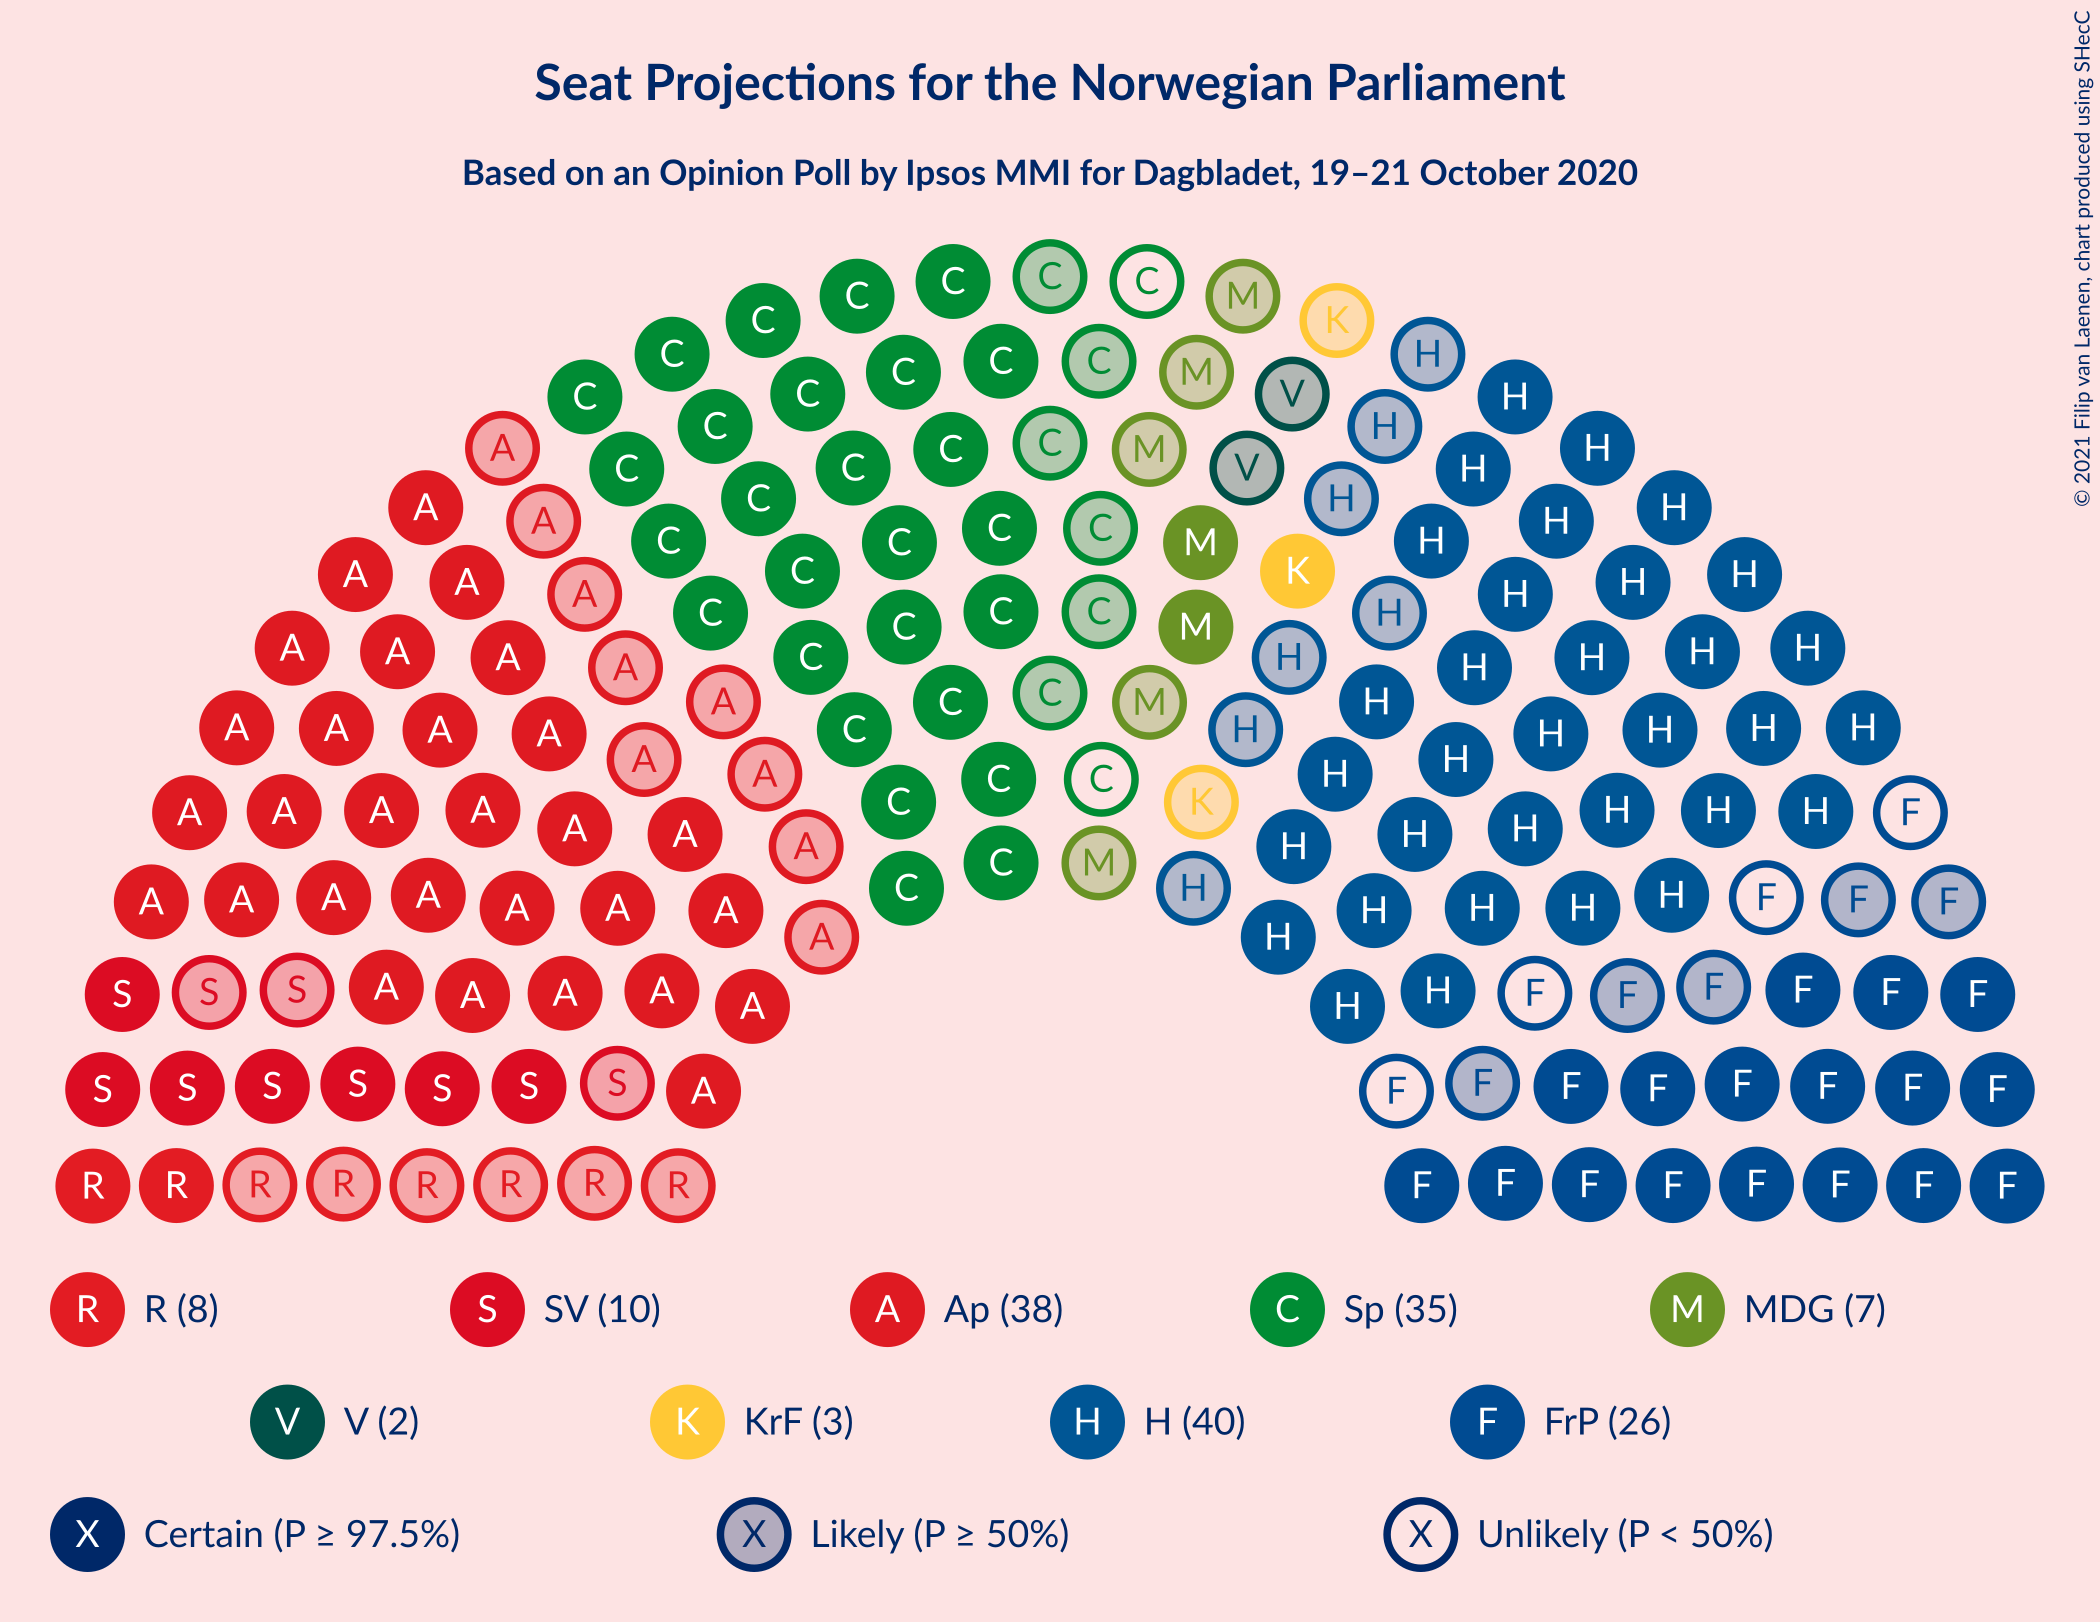 Seat Projections for the Norwegian Parliament
Based on an Opinion Poll by Ipsos MMI for Dagbladet, 19–21 October 2020
© 2021 Filip van Laenen, chart produced using SHecC
C C C M K
C C H
C C C C M V H H
C C H
A C C C M V H H
A C C H H
A A C C C M H H
A C C K H
A A C C C M H H H
A A C C H H
A A A C C M H H H H
A A C C C H H H
A A A A C K H H H F
A A A A A A C M H H H H H F F F
S S S A A A A A H H F F F F F F
S S S S S S S A F F F F F F F F
R R R R R R R R F F F F F F F F
R R (8) S SV (10) A Ap (38) C Sp (35) M MDG (7)
V V (2) K KrF (3) H H (40) F FrP (26)
X Certain (P ≥ 97.5%) X Likely (P ≥ 50%) X Unlikely (P < 50%)